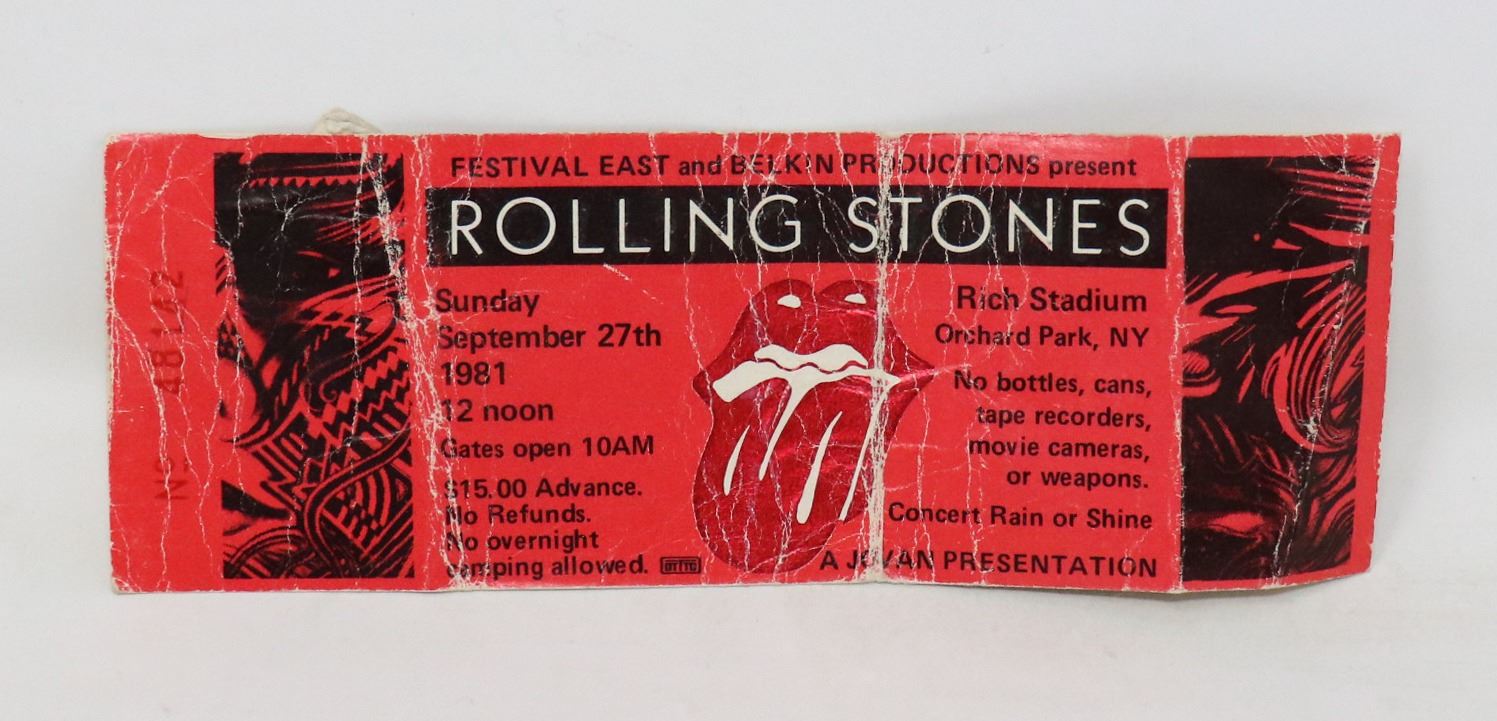 FESTIVAL EAST and BELKIN PRODUCTIONS present
ROLLING STONES
Sunday
September 27th
1981
12 noon
Gates open 10AM
$15.00 Advance.
No Refunds.
No overnight
camping allowed.
Rich Stadium
Orchard Park, NY
No bottles, cans,
tape recorders,
movie cameras,
or weapons.
Concert Rain or Shine
A JOVAN PRESENTATION
No